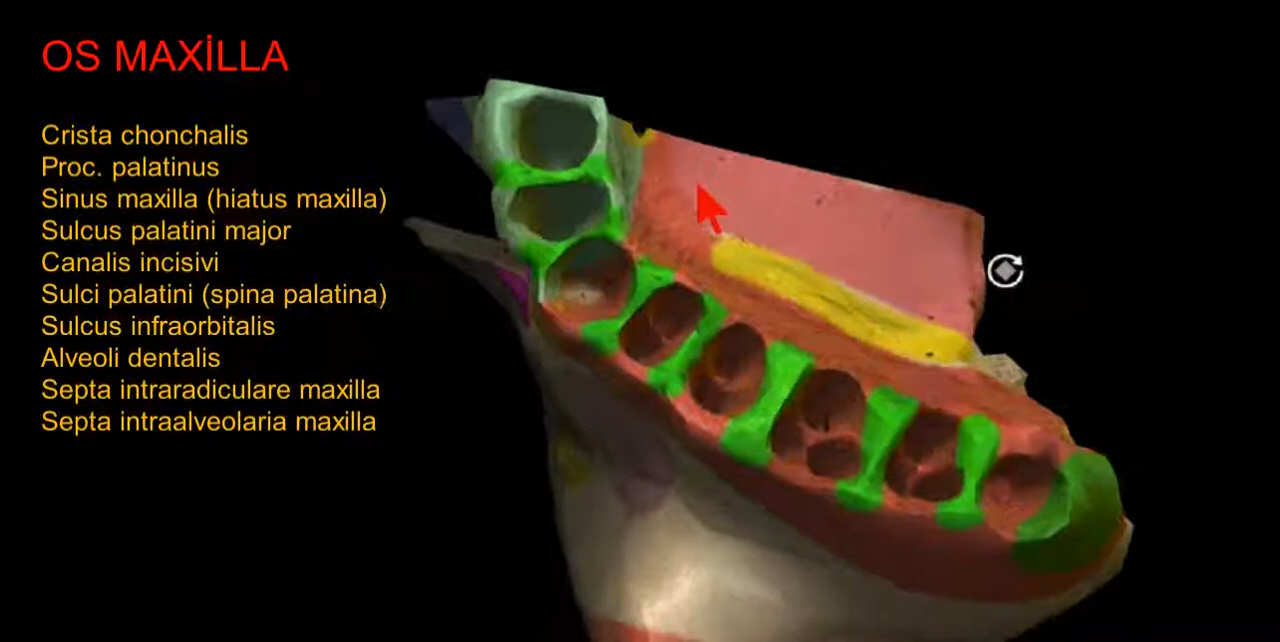 OS MAXİLLA
Crista chonchalis
Proc. palatinus
Sinus maxilla (hiatus maxilla)
Sulcus palatini major
Canalis incisivi
Sulci palatini (spina palatina)
Sulcus infraorbitalis
Alveoli dentalis
Septa intraradiculare maxilla
Septa intraalveolaria maxilla